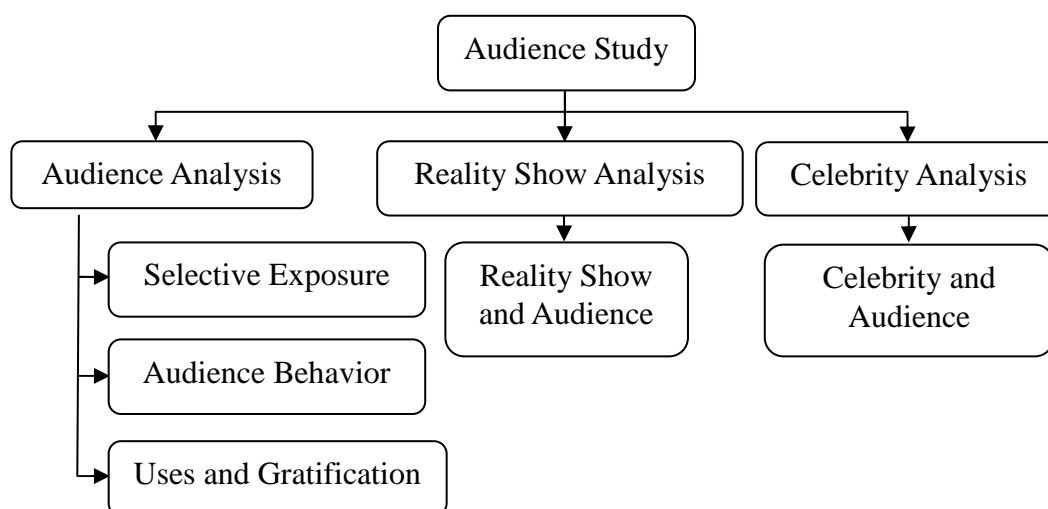 Audience Study
Audience Analysis
Reality Show Analysis
Celebrity Analysis
Selective Exposure
Reality Show
and Audience
Celebrity and
Audience
Audience Behavior
Uses and Gratification